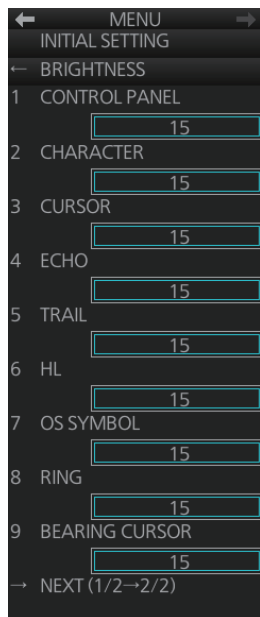 ← MENU →
INITIAL SETTING
← BRIGHTNESS
1 CONTROL PANEL
15
2 CHARACTER
15
3 CURSOR
15
4 ECHO
15
5 TRAIL
15
6 HL
15
7 OS SYMBOL
15
8 RING
15
9 BEARING CURSOR
15
→ NEXT (1/2→2/2)